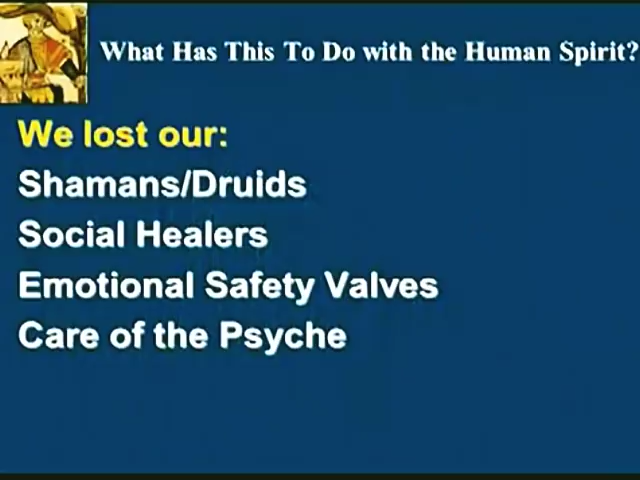 What Has This To Do with the Human Spirit?
We lost our:
Shamans/Druids
Social Healers
Emotional Safety Valves
Care of the Psyche